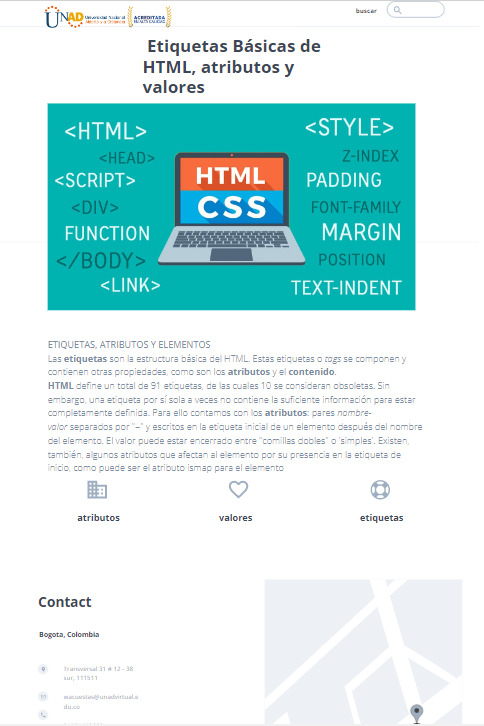 UNAD Universidad Nacional
Abierta y a Distancia
ACREDITADA
EN ALTA CALIDAD
buscar
Etiquetas Básicas de
HTML, atributos y
valores
<HTML>
<HEAD>
<SCRIPT>
<DIV>
FUNCTION
</BODY>
<LINK>
HTML
CSS
<STYLE>
Z-INDEX
PADDING
FONT-FAMILY
MARGIN
POSITION
TEXT-INDENT
ETIQUETAS, ATRIBUTOS Y ELEMENTOS
Las etiquetas son la estructura básica del HTML. Estas etiquetas o tags se componen y
contienen otras propiedades, como son los atributos y el contenido.
HTML define un total de 91 etiquetas, de las cuales 10 se consideran obsoletas. Sin
embargo, una etiqueta por sí sola a veces no contiene la suficiente información para estar
completamente definida. Para ello contamos con los atributos: pares nombre-
valor separados por "=" y escritos en la etiqueta inicial de un elemento después del nombre
del elemento. El valor puede estar encerrado entre "comillas dobles" o 'simples'. Existen,
también, algunos atributos que afectan al elemento por su presencia en la etiqueta de
inicio, como puede ser el atributo ismap para el elemento
atributos
valores
etiquetas
Contact
Bogota, Colombia
Transversal 31 # 12 - 38
sur, 111511
@unadvirtual.e
du.co